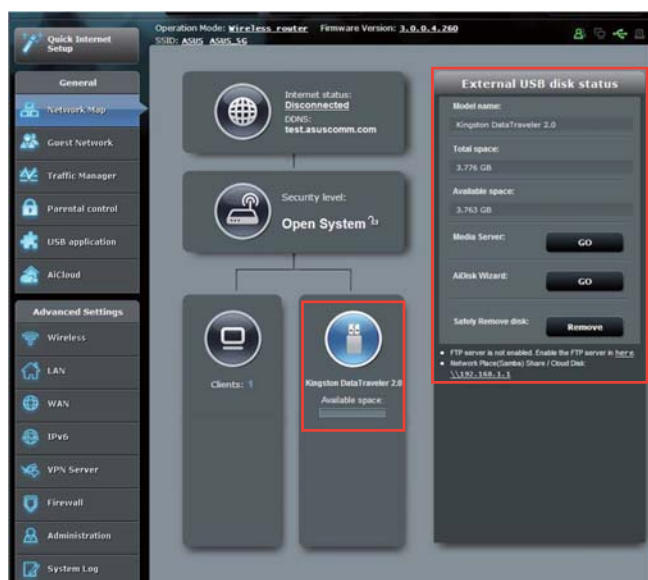 Quick Internet
Setup
Operation Mode: Wireless router Firmware Version: 3.0.0.4.260
SSID: ASUS ASUS_5G
General
Network Map
Guest Network
Traffic Manager
Parental control
USB application
AiCloud
Advanced Settings
Wireless
LAN
WAN
IPv6
VPN Server
Firewall
Administration
System Log
Internet status:
Disconnected
DDNS:
test.asuscomm.com
Security level:
Open System
Clients: 1
Kingston DataTraveler 2.0
Available space:
External USB disk status
Model name:
Kingston DataTraveler 2.0
Total space:
3.776 GB
Available space:
3.763 GB
Media Server: GO
AiDisk Wizard: GO
Safely Remove disk: Remove
FTP server is not enabled. Enable the FTP server in here.
Network Place(Samba) Share / Cloud Disk:
\\192.168.1.1